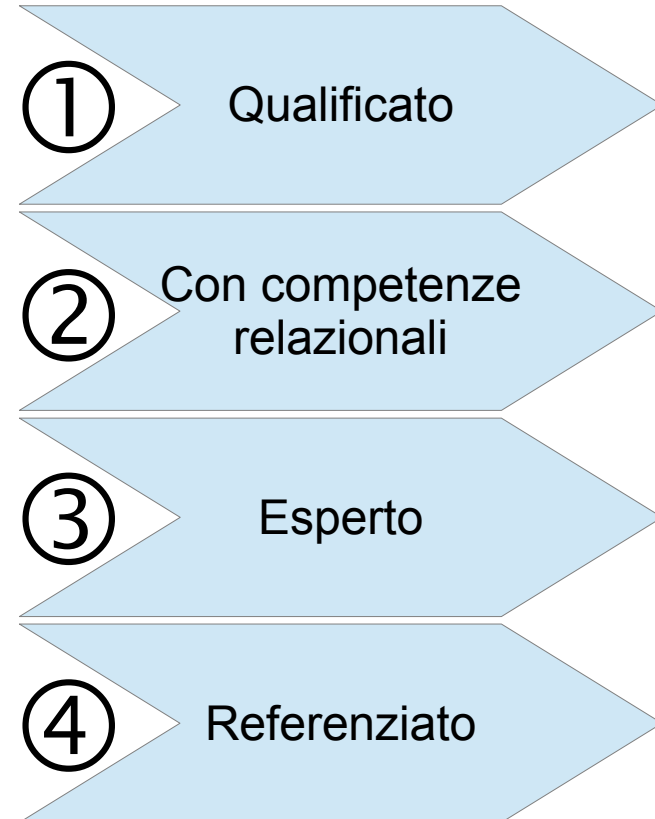 ① Qualificato
② Con competenze
relazionali
③ Esperto
④ Referenziato